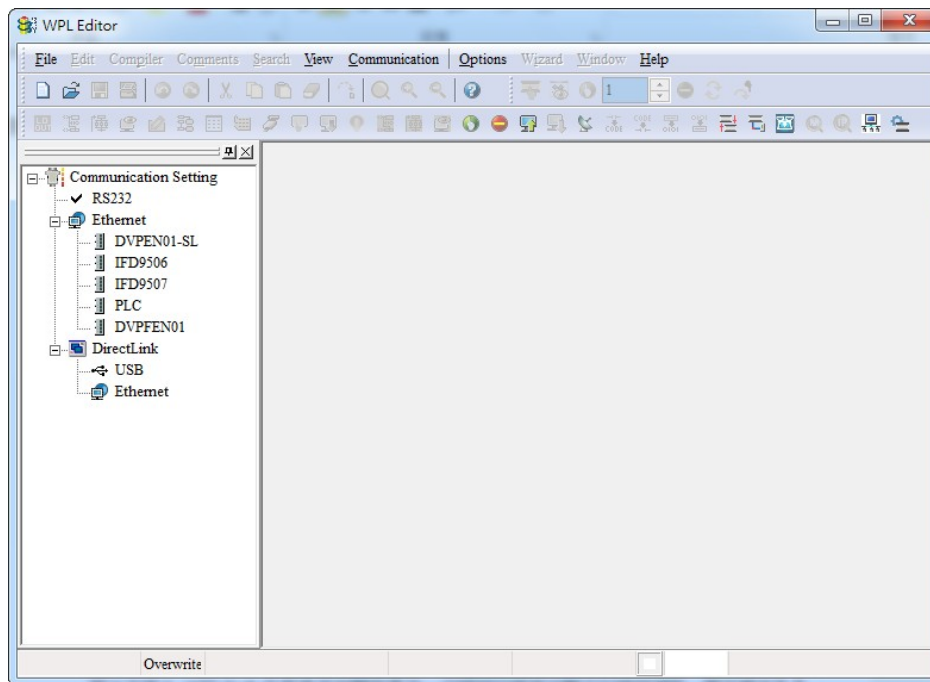 WPL Editor
File Edit Compiler Comments Search View Communication Options Wizard Window Help
1
Communication Setting
RS232
Ethernet
DVPEN01-SL
IFD9506
IFD9507
PLC
DVPFEN01
DirectLink
USB
Ethernet
Overwrite